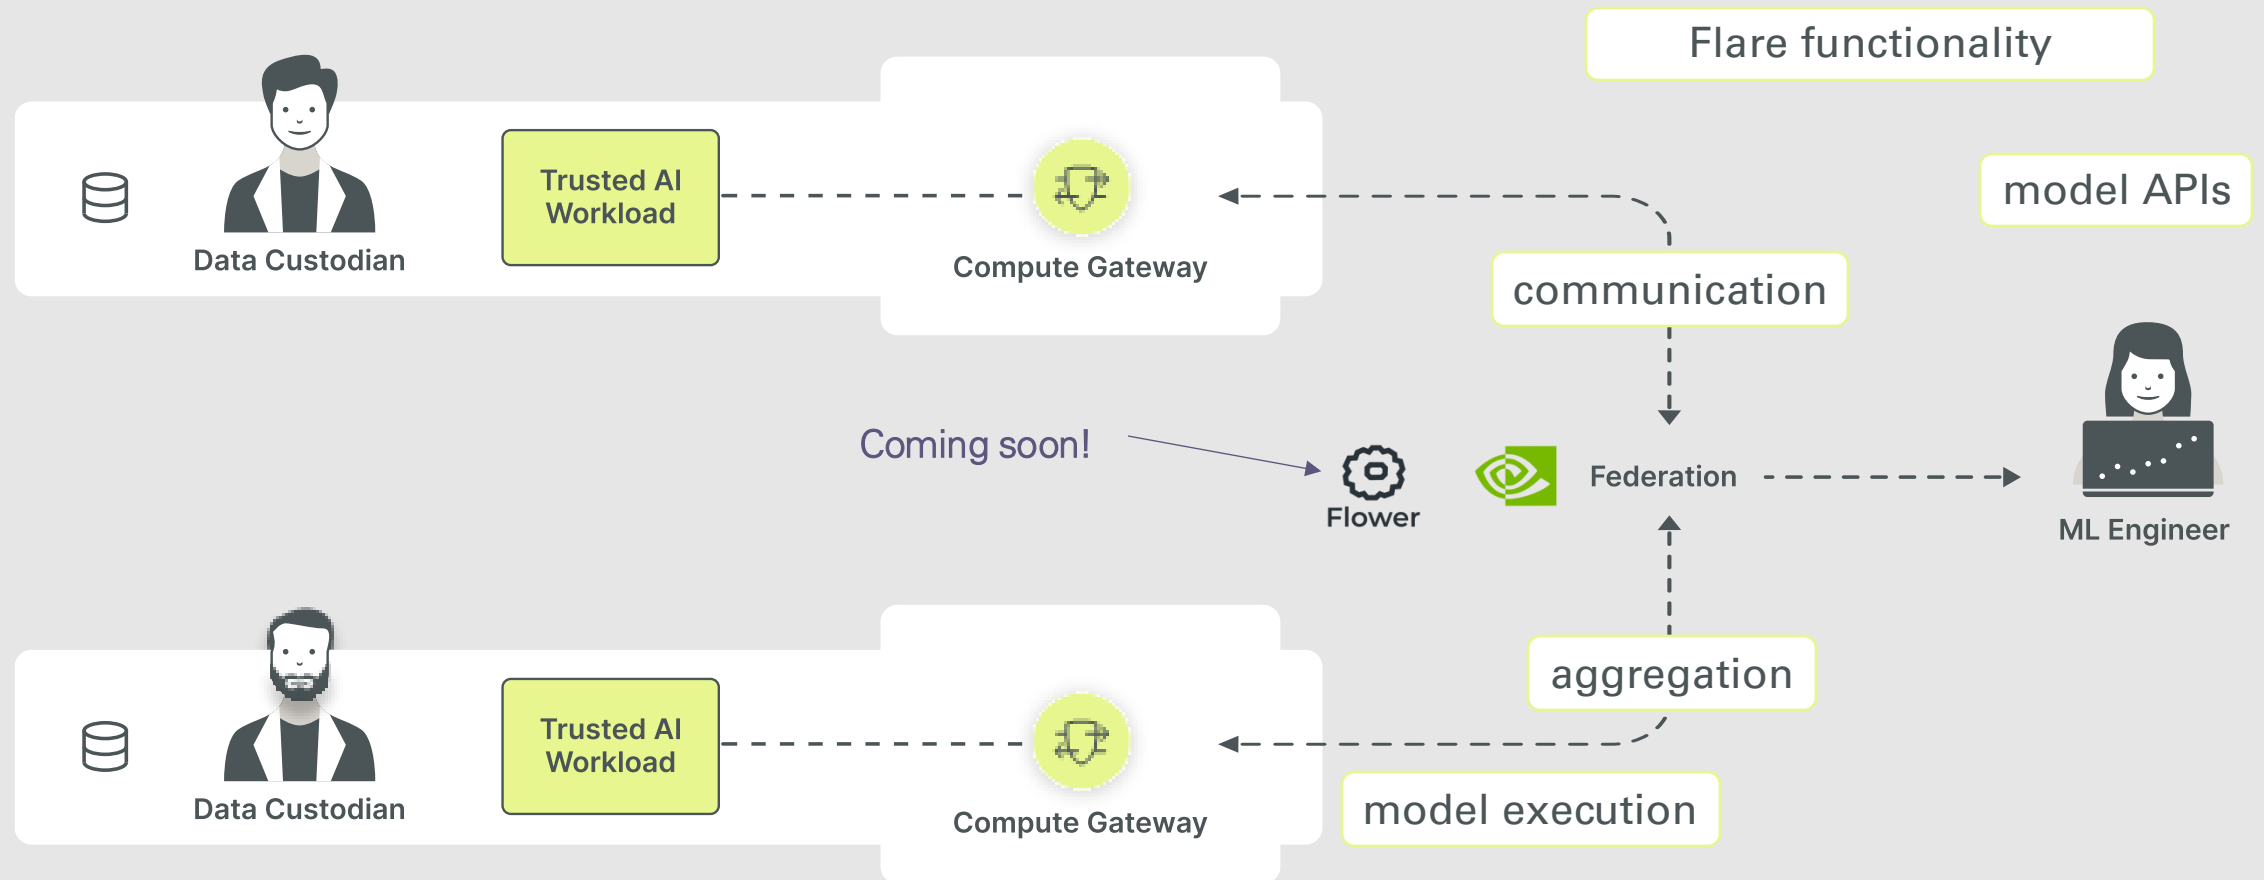 Flare functionality
model APIs
Trusted AI
Workload
Data Custodian
Compute Gateway
communication
Coming soon!
Flower
Federation
ML Engineer
aggregation
Trusted AI
Workload
Data Custodian
Compute Gateway
model execution